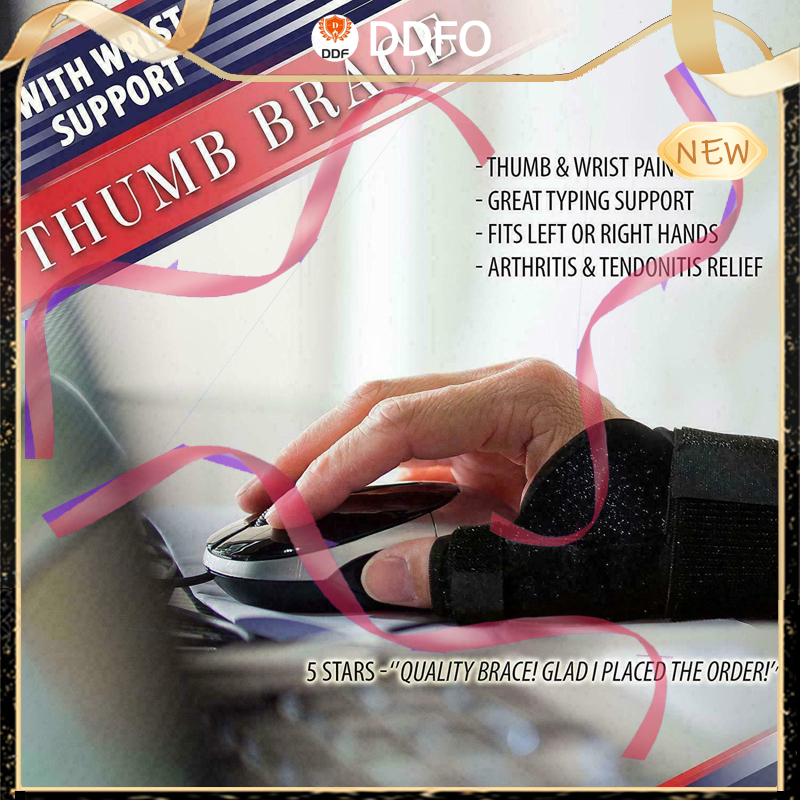 DDF
DDFO
WITH WRIST
SUPPORT
THUMB BRACE
NEW
- THUMB & WRIST PAIN
- GREAT TYPING SUPPORT
- FITS LEFT OR RIGHT HANDS
- ARTHRITIS & TENDONITIS RELIEF
5 STARS - "QUALITY BRACE! GLAD I PLACED THE ORDER!"